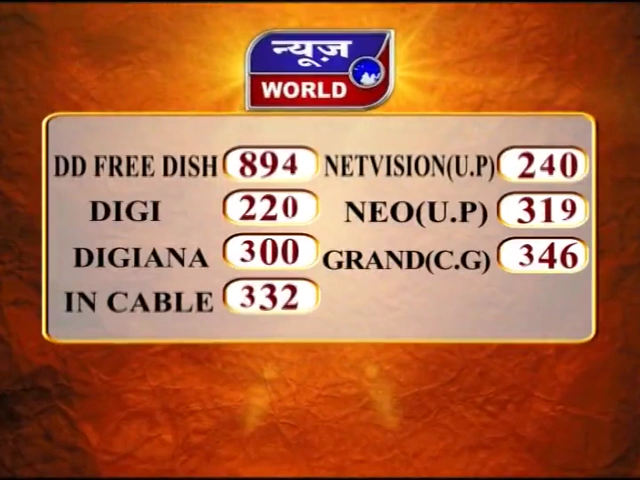 न्यूज़
WORLD
DD FREE DISH 894 NETVISION(U.P) 240
DIGI 220 NEO(U.P) 319
DIGIANA 300 GRAND(C.G) 346
IN CABLE 332